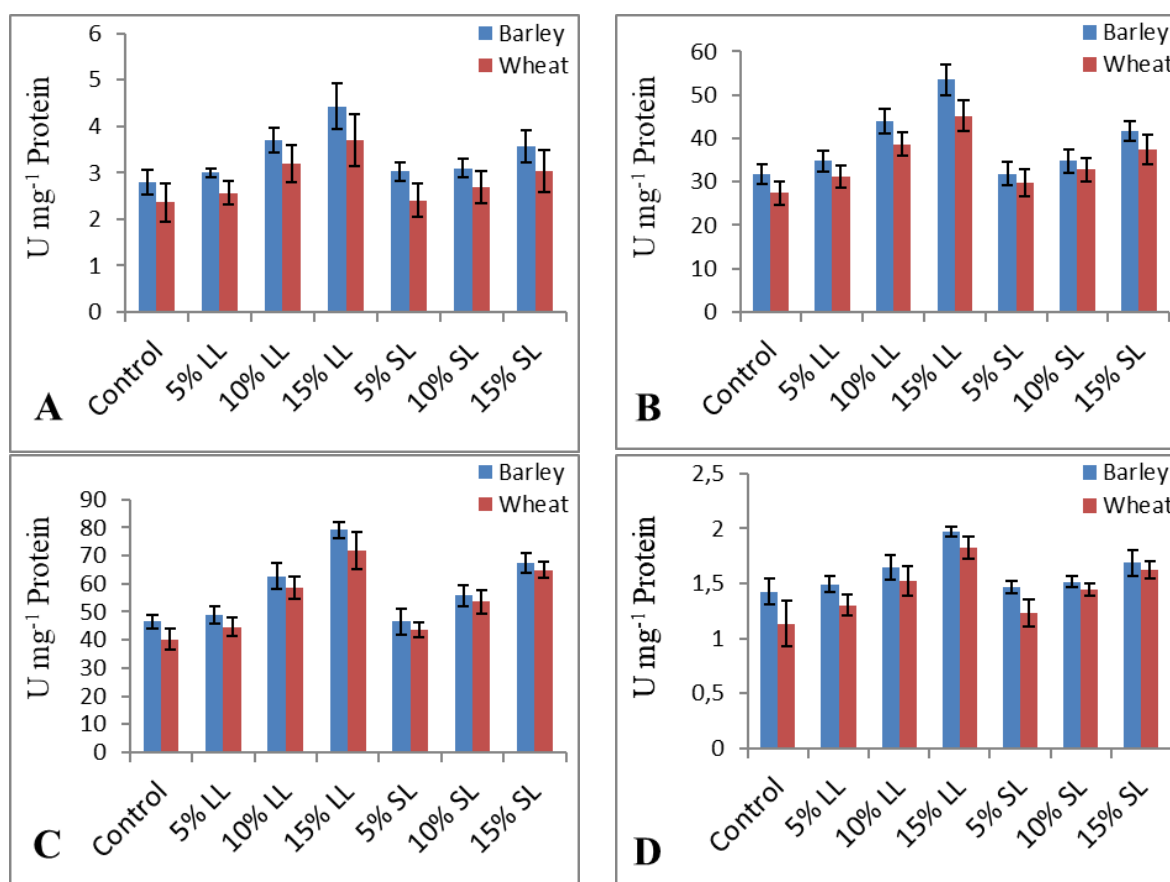 Barley
Wheat
U mg⁻¹ Protein
6
5
4
3
2
1
0
Control
5% LL
10% LL
15% LL
5% SL
10% SL
15% SL
A
Barley
Wheat
U mg⁻¹ Protein
60
50
40
30
20
10
0
Control
5% LL
10% LL
15% LL
5% SL
10% SL
15% SL
B
Barley
Wheat
U mg⁻¹ Protein
90
80
70
60
50
40
30
20
10
0
Control
5% LL
10% LL
15% LL
5% SL
10% SL
15% SL
C
Barley
Wheat
U mg⁻¹ Protein
2,5
2
1,5
1
0,5
0
Control
5% LL
10% LL
15% LL
5% SL
10% SL
15% SL
D